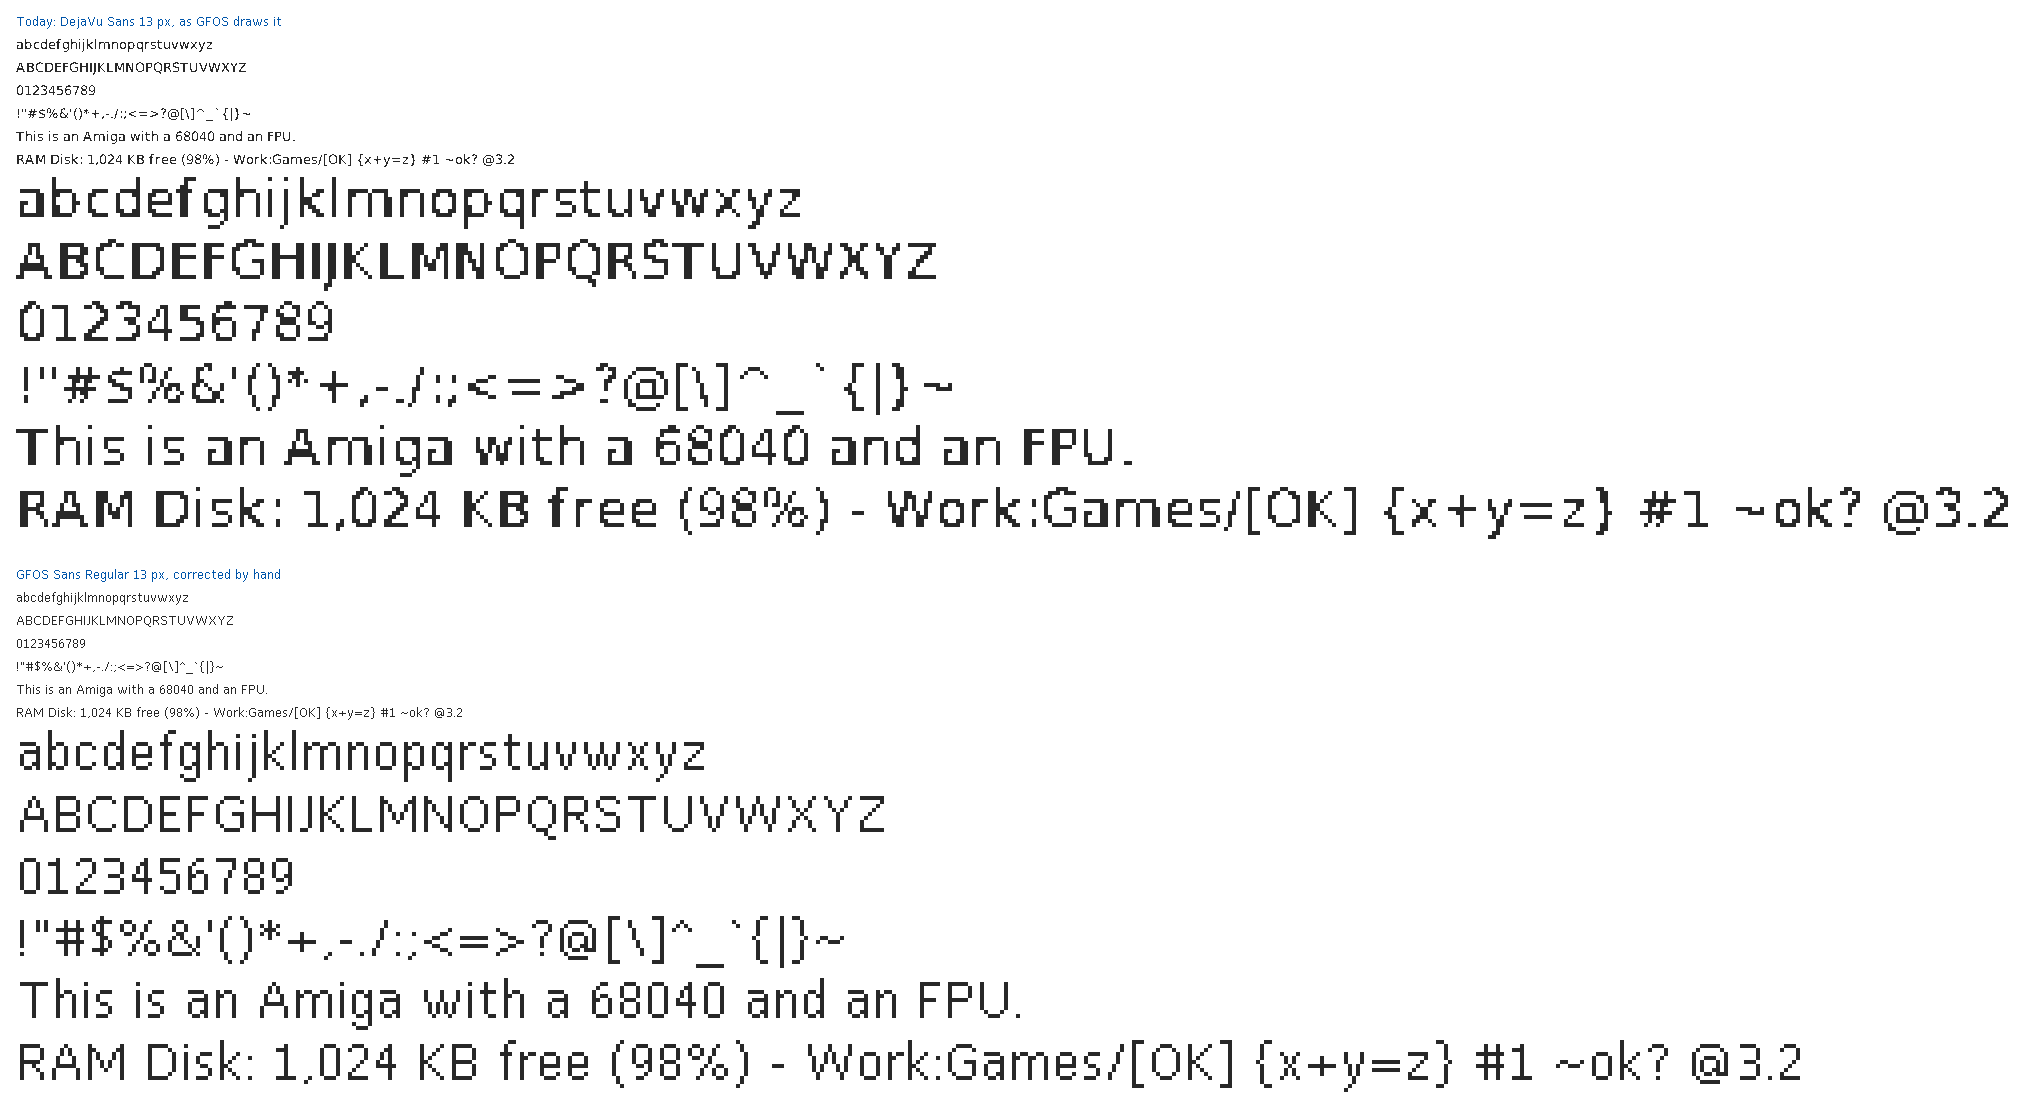 Today: DejaVu Sans 13 px, as GFOS draws it
abcdefghijklmnopqrstuvwxyz
ABCDEFGHIJKLMNOPQRSTUVWXYZ
0123456789
!"#$%&'()*+,-./:;<=>?@[\]^_`{|}~
This is an Amiga with a 68040 and an FPU.
RAM Disk: 1,024 KB free (98%) - Work:Games/[OK] {x+y=z} #1 ~ok? @3.2
abcdefghijklmnopqrstuvwxyz
ABCDEFGHIJKLMNOPQRSTUVWXYZ
0123456789
!"#$%&'()*+,-./:;<=>?@[\]^_`{|}~
This is an Amiga with a 68040 and an FPU.
RAM Disk: 1,024 KB free (98%) - Work:Games/[OK] {x+y=z} #1 ~ok? @3.2
GFOS Sans Regular 13 px, corrected by hand
abcdefghijklmnopqrstuvwxyz
ABCDEFGHIJKLMNOPQRSTUVWXYZ
0123456789
!"#$%&'()*+,-./:;<=>?@[\]^_`{|}~
This is an Amiga with a 68040 and an FPU.
RAM Disk: 1,024 KB free (98%) - Work:Games/[OK] {x+y=z} #1 ~ok? @3.2
abcdefghijklmnopqrstuvwxyz
ABCDEFGHIJKLMNOPQRSTUVWXYZ
0123456789
!"#$%&'()*+,-./:;<=>?@[\]^_`{|}~
This is an Amiga with a 68040 and an FPU.
RAM Disk: 1,024 KB free (98%) - Work:Games/[OK] {x+y=z} #1 ~ok? @3.2